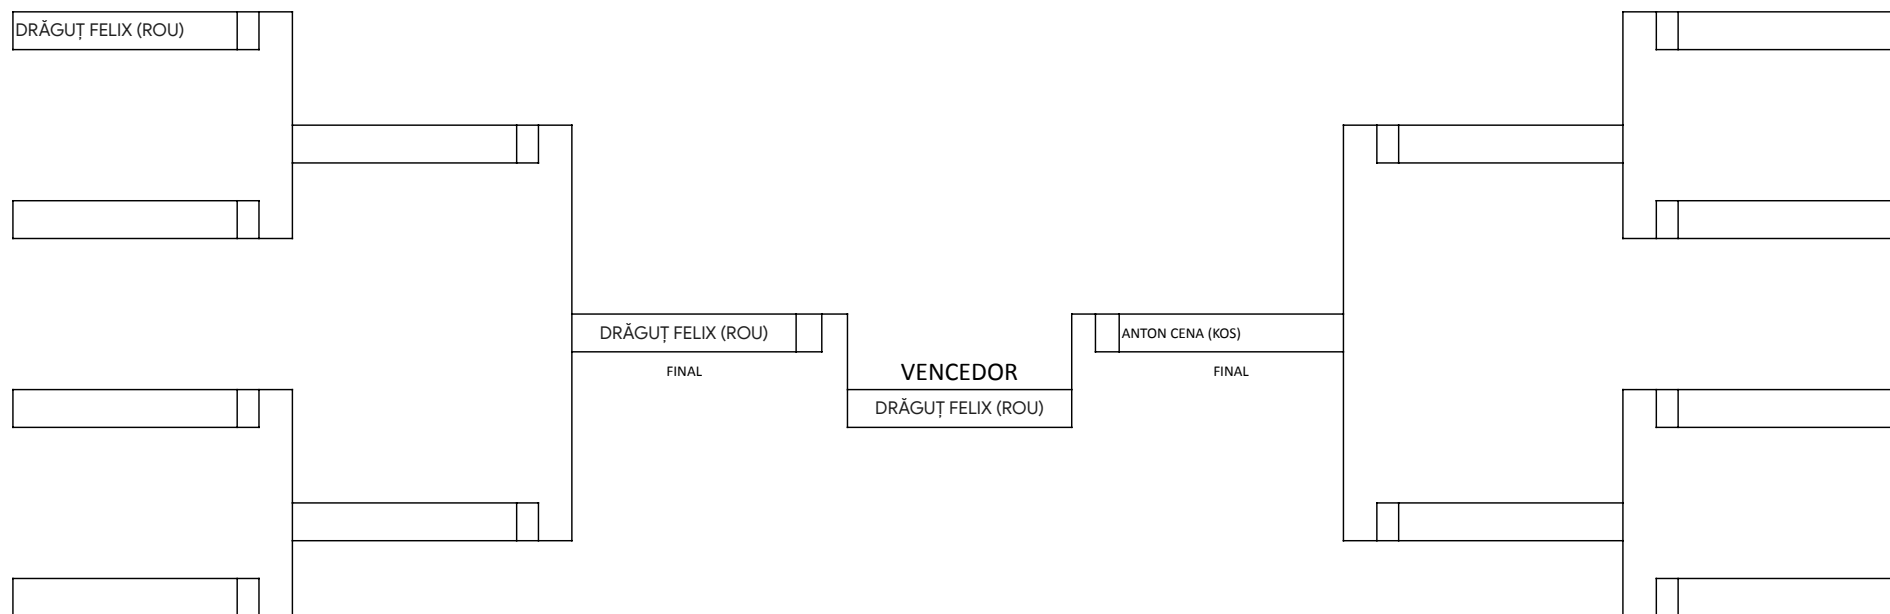 DRĂGUȚ FELIX (ROU)
DRĂGUȚ FELIX (ROU)
ANTON CENA (KOS)
FINAL
VENCEDOR
FINAL
DRĂGUȚ FELIX (ROU)